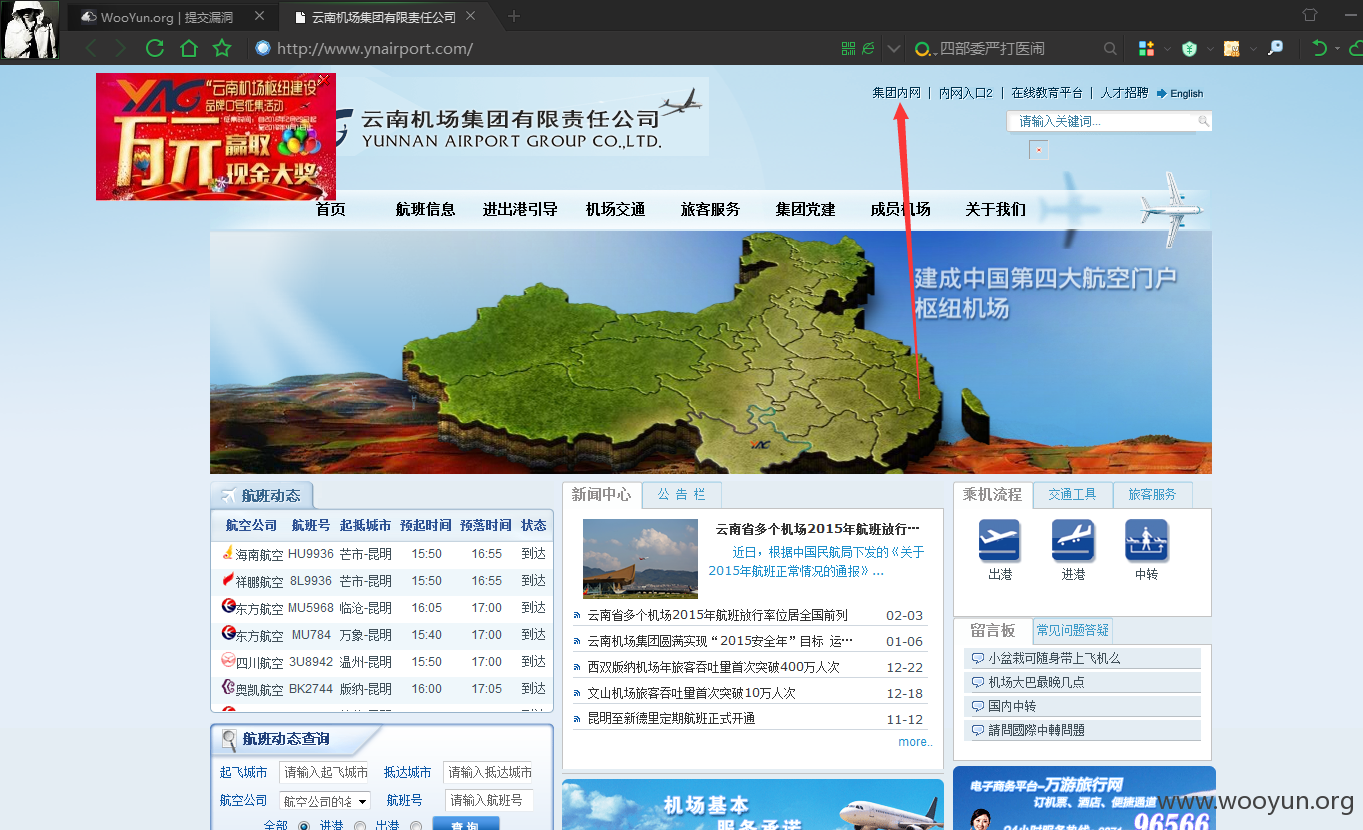 WooYun.org | 提交漏洞
云南机场集团有限责任公司
http://www.ynairport.com/
四部委严打医闹
YAG “云南机场枢纽建设”
品牌口号征集活动
万元赢取现金大奖
云南机场集团有限责任公司
YUNNAN AIRPORT GROUP CO.,LTD.
集团内网 | 内网入口2 | 在线教育平台 | 人才招聘 English
请输入关键词...
首页 航班信息 进出港引导 机场交通 旅客服务 集团党建 成员机场 关于我们
建成中国第四大航空门户
枢纽机场
YAG
航班动态
航空公司 航班号 起抵城市 预起时间 预落时间 状态
海南航空 HU9936 芒市-昆明 15:50 16:55 到达
祥鹏航空 8L9936 芒市-昆明 15:50 16:55 到达
东方航空 MU5968 临沧-昆明 16:05 17:00 到达
东方航空 MU784 万象-昆明 15:40 17:00 到达
四川航空 3U8942 温州-昆明 15:50 17:00 到达
奥凯航空 BK2744 版纳-昆明 16:00 17:05 到达
航班动态查询
起飞城市 请输入起飞城市 抵达城市 请输入抵达城市
航空公司 航空公司的名 航班号 请输入航班号
全部 进港 出港 查 询
新闻中心 公 告 栏
云南省多个机场2015年航班放行…
近日，根据中国民航局下发的《关于
2015年航班正常情况的通报》...
云南省多个机场2015年航班放行率位居全国前列 02-03
云南机场集团圆满实现“2015安全年”目标 运… 01-06
西双版纳机场年旅客吞吐量首次突破400万人次 12-22
文山机场旅客吞吐量首次突破10万人次 12-18
昆明至新德里定期航班正式开通 11-12
more..
机场基本
服务承诺
乘机流程 交通工具 旅客服务
出港 进港 中转
留言板 常见问题答疑
小盆栽可随身带上飞机么
机场大巴最晚几点
国内中转
請問國際中轉問題
电子商务平台-万游旅行网
订机票、酒店、便捷通道
24小时服务热线：0871
96566
www.wooyun.org